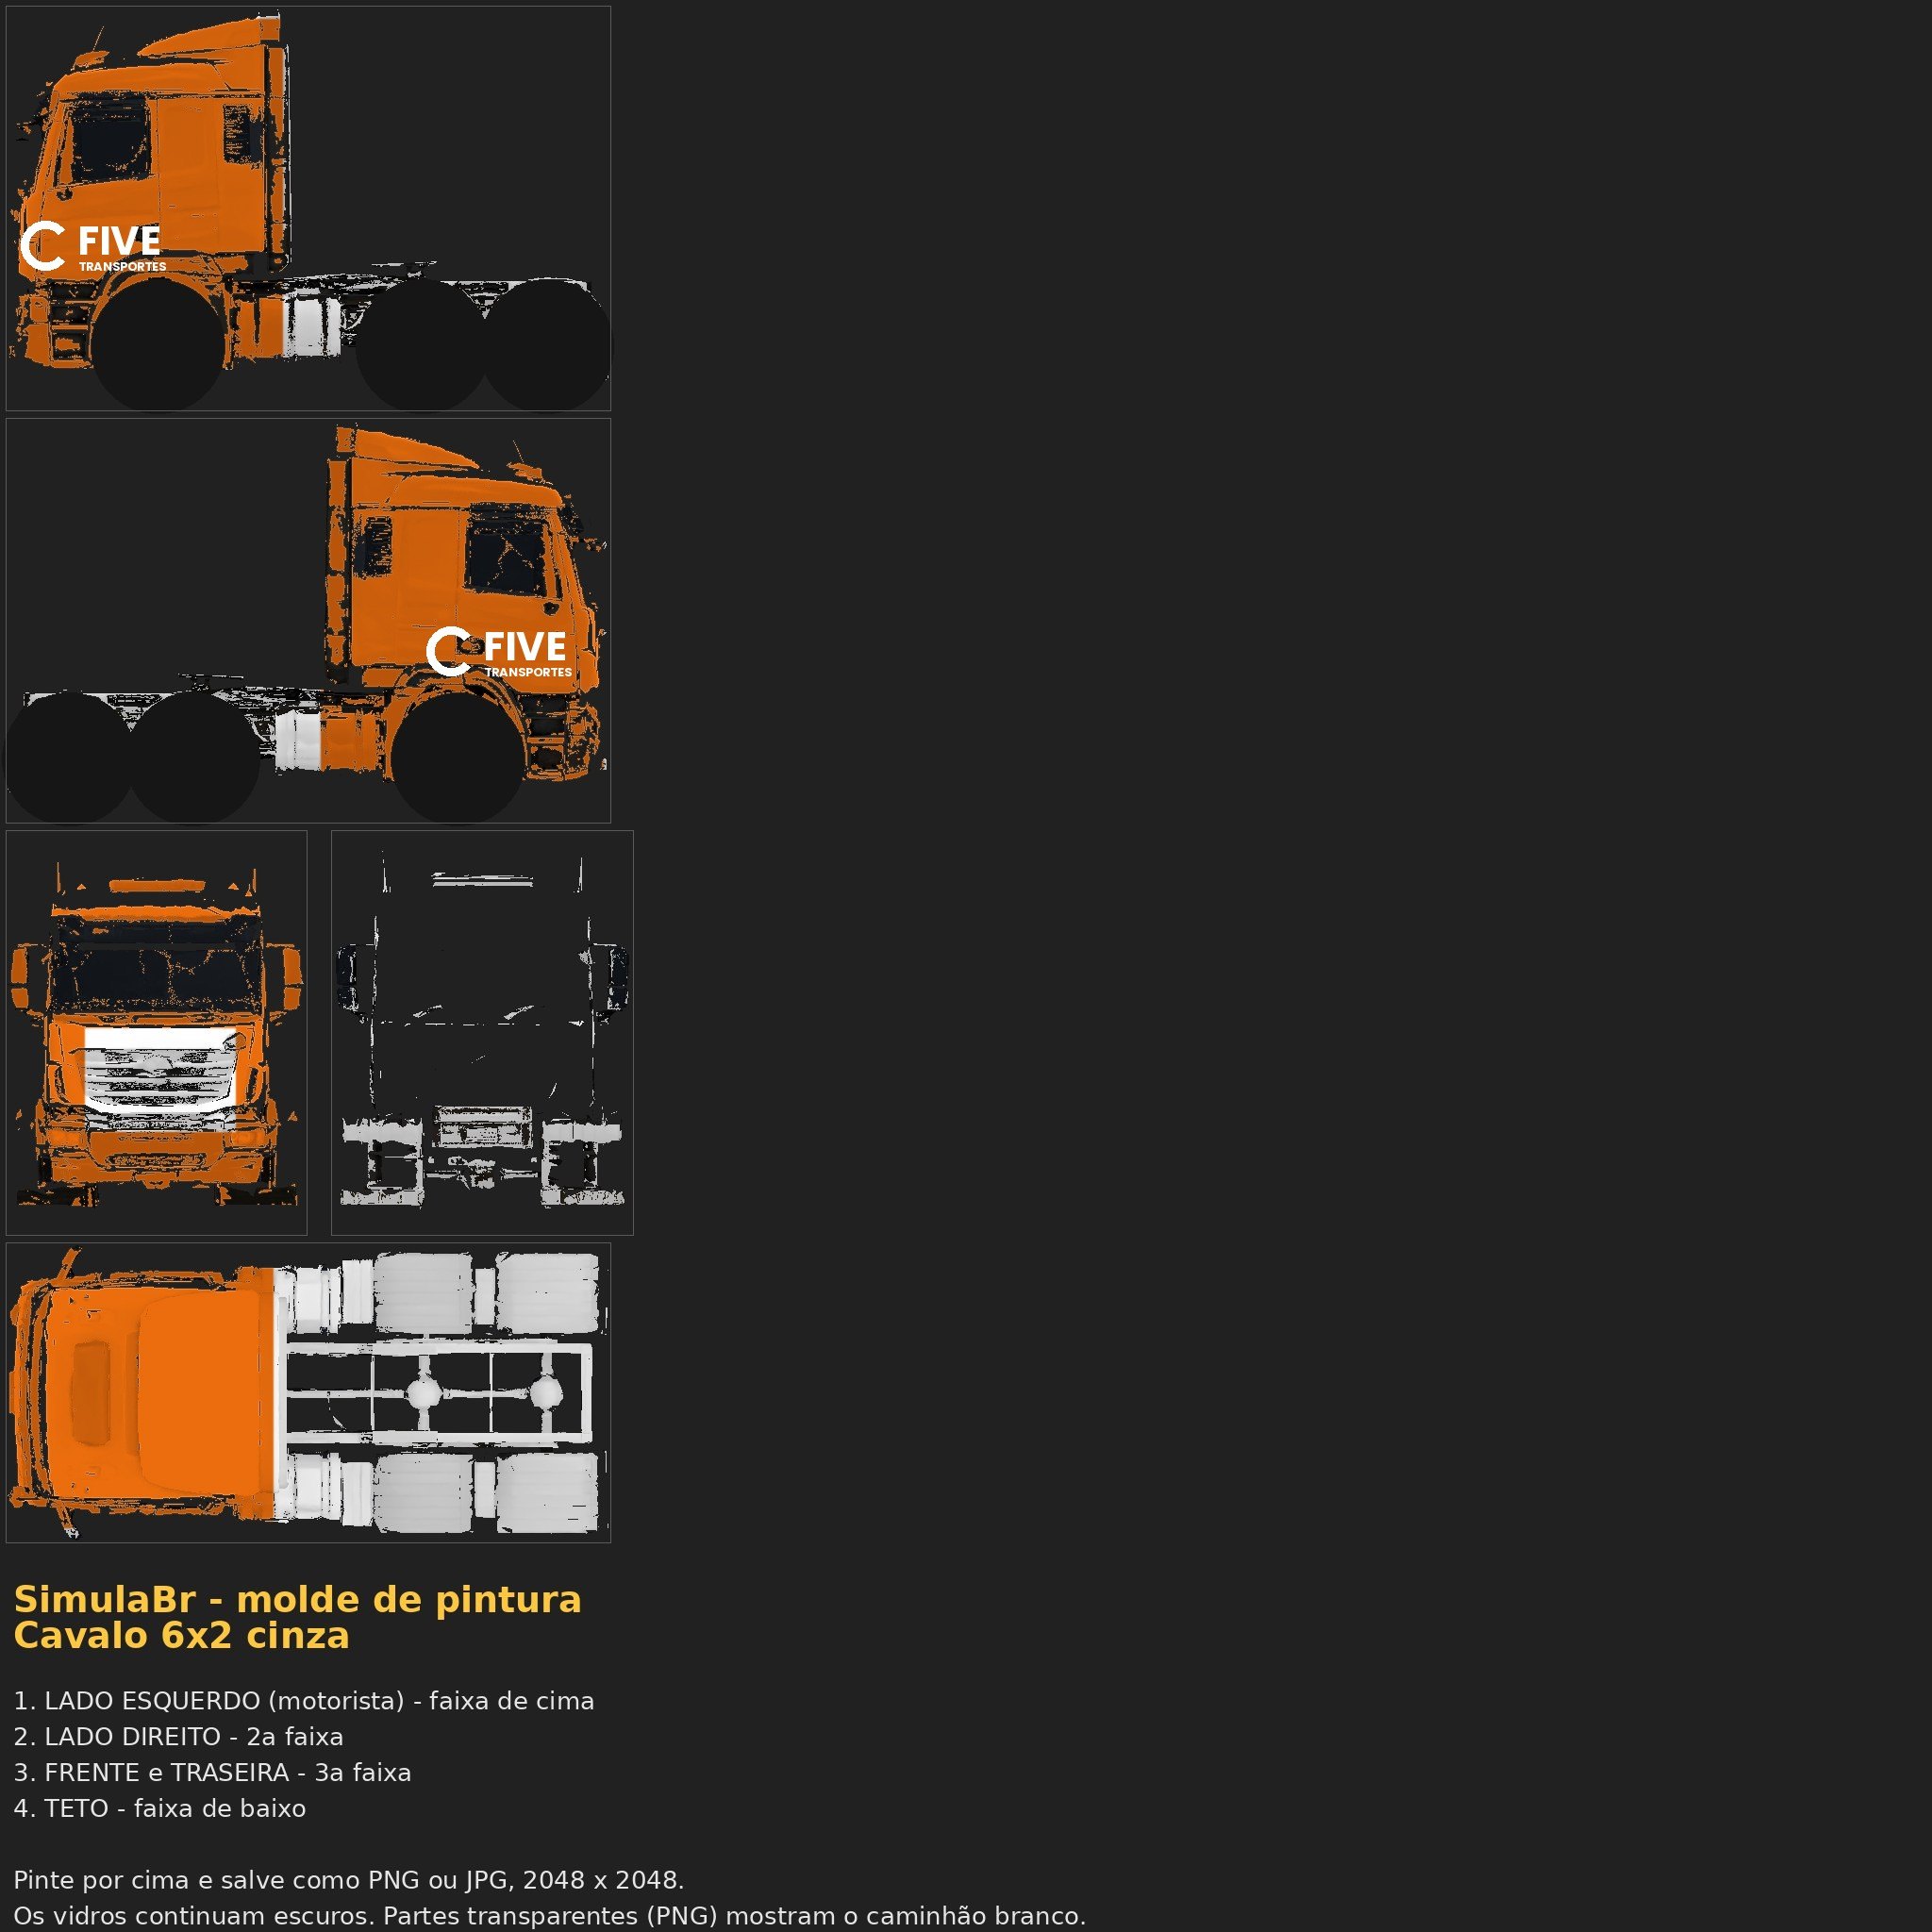 FIVE
TRANSPORTES
FIVE
TRANSPORTES
SimulaBr - molde de pintura
Cavalo 6x2 cinza
1. LADO ESQUERDO (motorista) - faixa de cima
2. LADO DIREITO - 2a faixa
3. FRENTE e TRASEIRA - 3a faixa
4. TETO - faixa de baixo
Pinte por cima e salve como PNG ou JPG, 2048 x 2048.
Os vidros continuam escuros. Partes transparentes (PNG) mostram o caminhão branco.